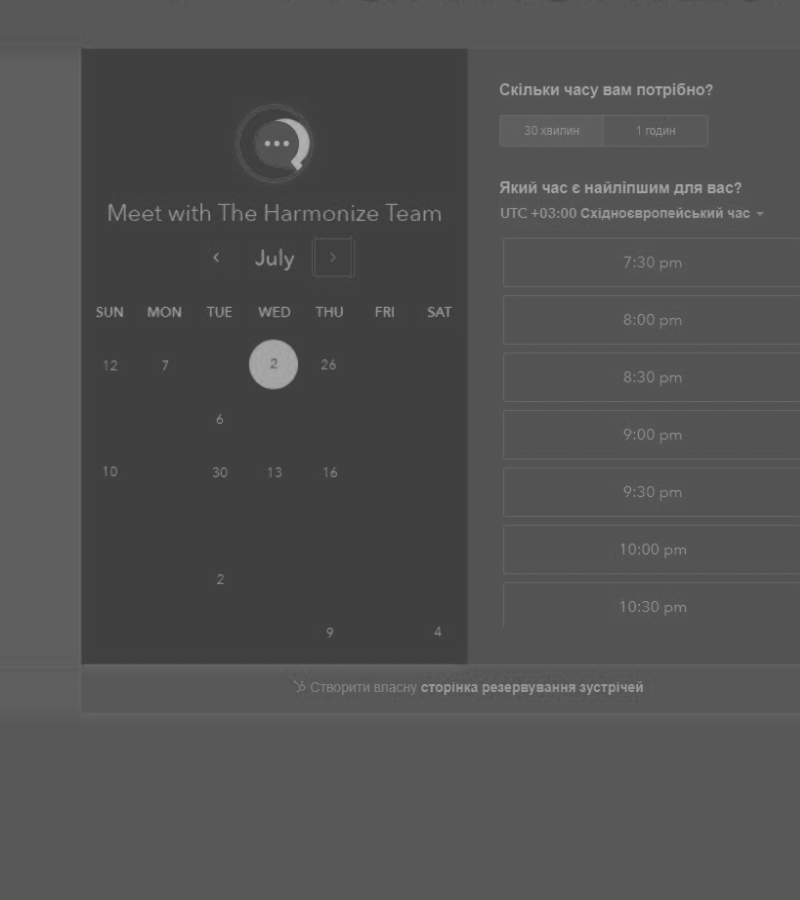 Meet with The Harmonize Team
July
SUN MON TUE WED THU FRI SAT
12 7 2 26
6
10 30 13 16
2
9 4
Скільки часу вам потрібно?
30 хвилин 1 годин
Який час є найліпшим для вас?
UTC +03:00 Східноєвропейський час
7:30 pm
8:00 pm
8:30 pm
9:00 pm
9:30 pm
10:00 pm
10:30 pm
Створити власну сторінка резервування зустрічей